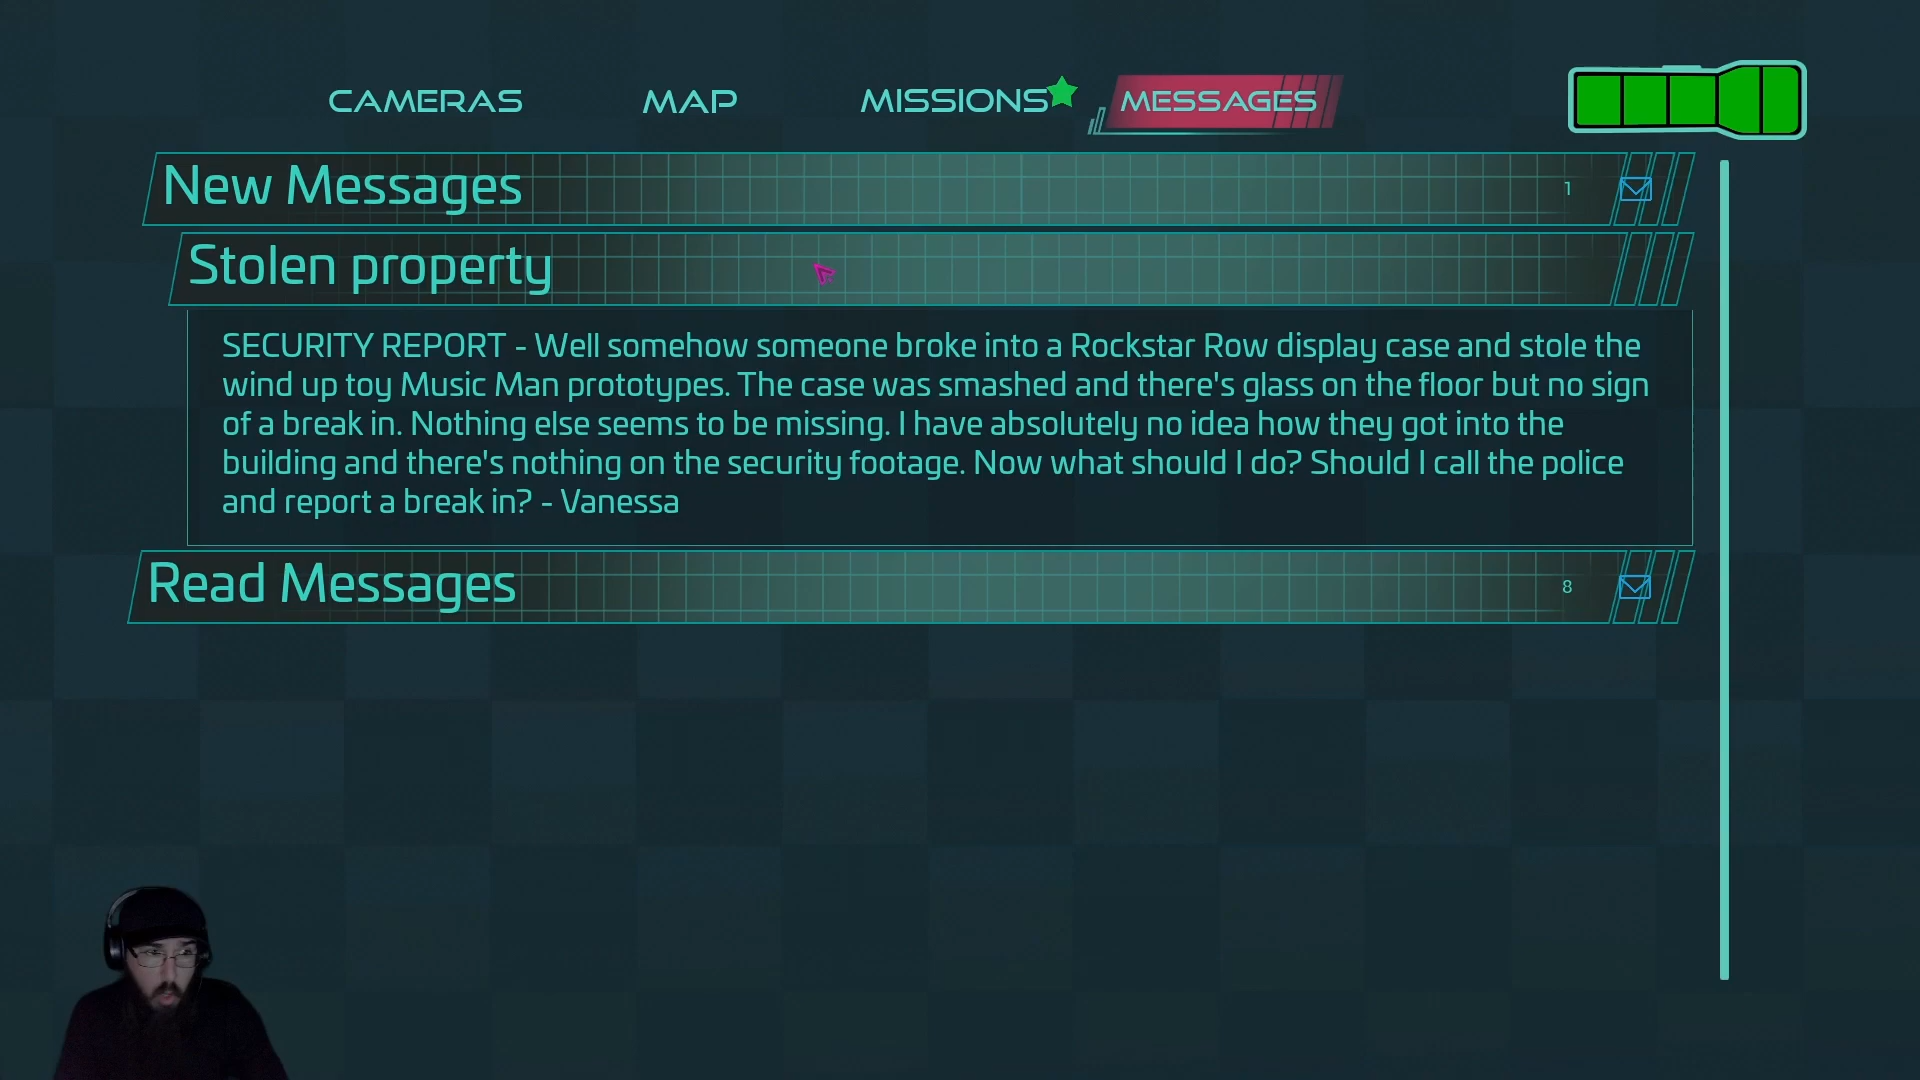 CAMERAS MAP MISSIONS MESSAGES
New Messages 1
Stolen property
SECURITY REPORT - Well somehow someone broke into a Rockstar Row display case and stole the
wind up toy Music Man prototypes. The case was smashed and there's glass on the floor but no sign
of a break in. Nothing else seems to be missing. I have absolutely no idea how they got into the
building and there's nothing on the security footage. Now what should I do? Should I call the police
and report a break in? - Vanessa
Read Messages 8